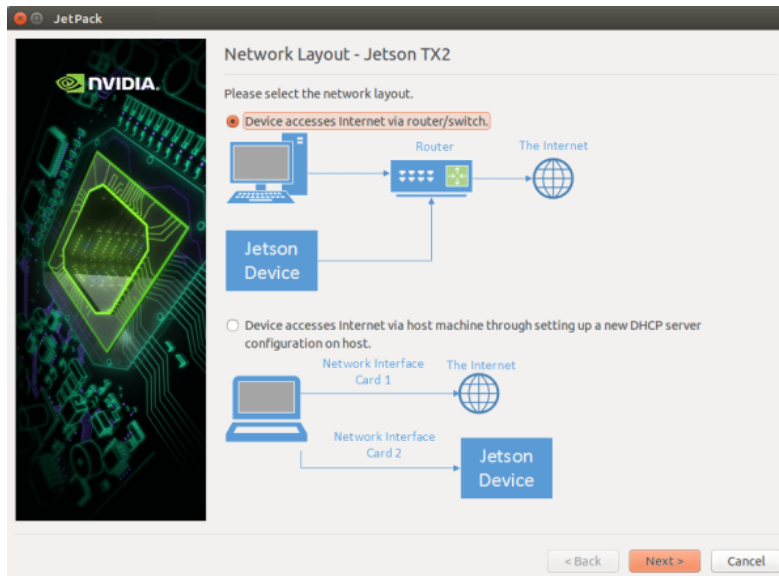 JetPack
NVIDIA.
Network Layout - Jetson TX2
Please select the network layout.
Device accesses Internet via router/switch.
Router
The Internet
Jetson
Device
Device accesses Internet via host machine through setting up a new DHCP server
configuration on host.
Network Interface
Card 1
The Internet
Network Interface
Card 2
Jetson
Device
< Back
Next >
Cancel